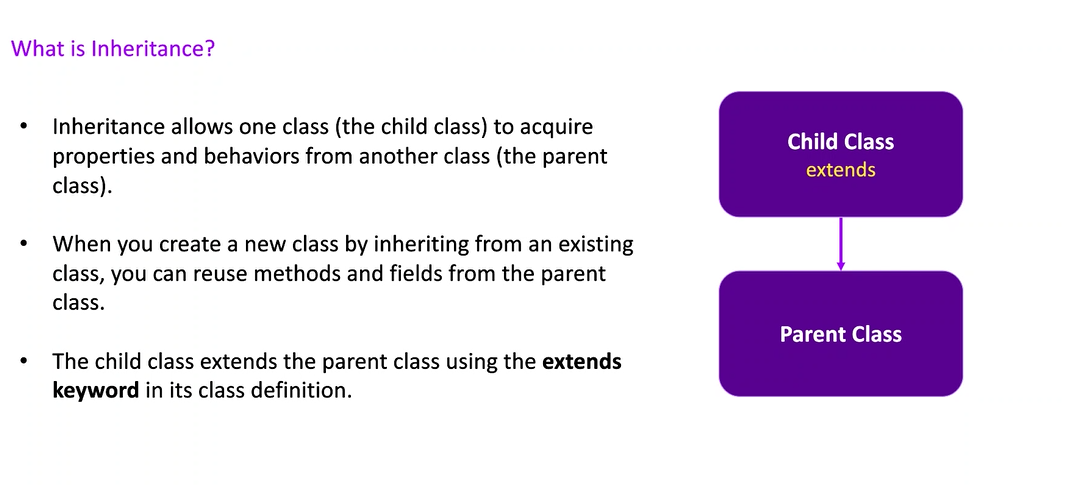 What is Inheritance?
• Inheritance allows one class (the child class) to acquire
properties and behaviors from another class (the parent
class).
• When you create a new class by inheriting from an existing
class, you can reuse methods and fields from the parent
class.
• The child class extends the parent class using the extends
keyword in its class definition.
Child Class
extends
Parent Class